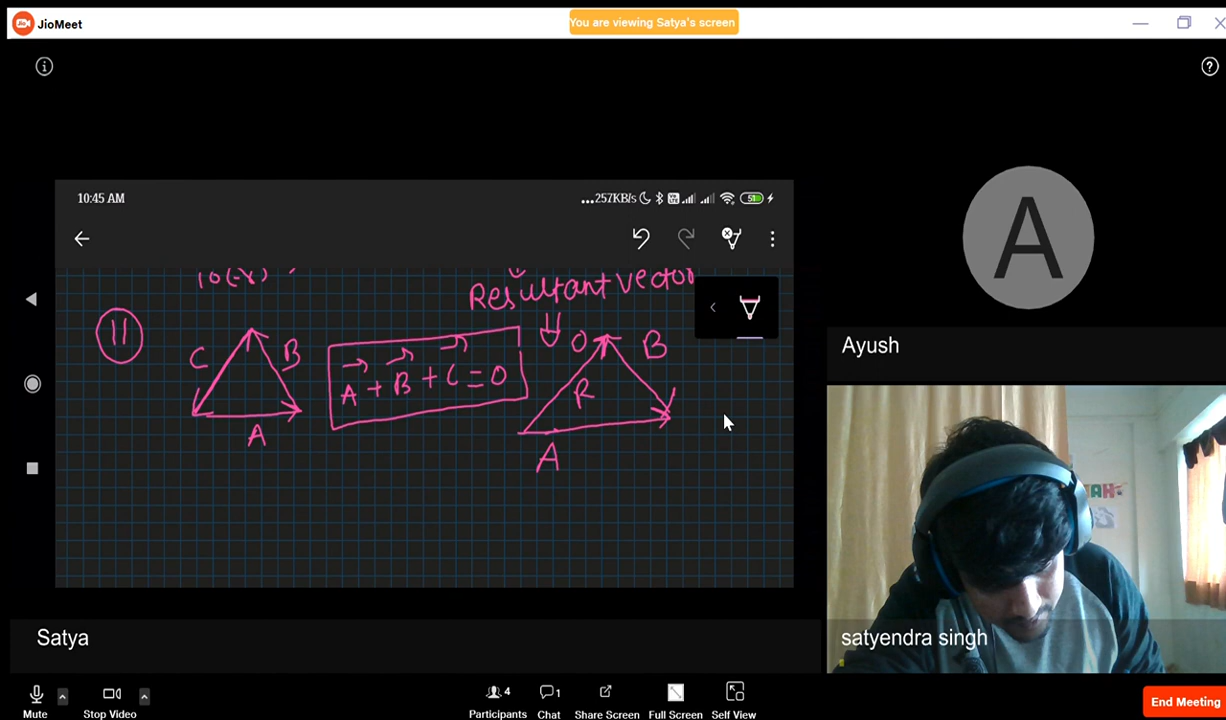 JioMeet
You are viewing Satya's screen
10:45 AM
...257KB/s
51
Resultant vector
11
C
B
A
A + B + C = 0
O
B
R
A
A
Ayush
Satya
satyendra singh
Mute
Stop Video
4
Participants
1
Chat
Share Screen
Full Screen
Self View
End Meeting